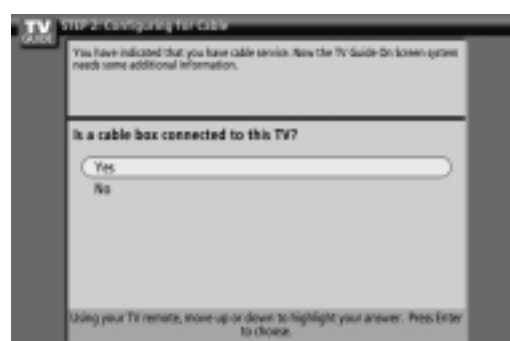 TV
GUIDE
STEP 2: Configuring for Cable
You have indicated that you have cable service. Now the TV Guide On Screen system
needs some additional information.
Is a cable box connected to this TV?
Yes
No
Using your TV remote, move up or down to highlight your answer. Press Enter
to choose.